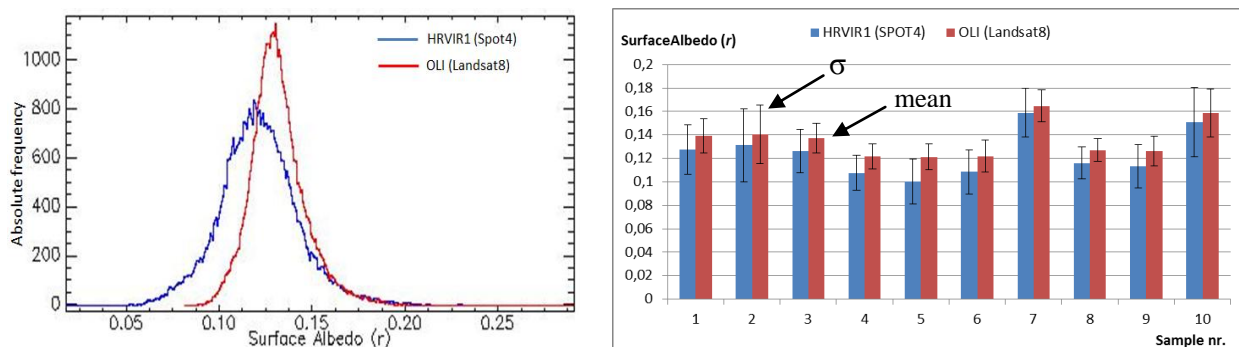 1000
800
600
400
200
0
Absolute frequency
HRVIR1 (Spot4)
OLI (Landsat8)
0.05 0.10 0.15 0.20 0.25
Surface Albedo (r)
SurfaceAlbedo (r)
HRVIR1 (SPOT4) OLI (Landsat8)
0,2
0,18
0,16
0,14
0,12
0,1
0,08
0,06
0,04
0,02
0
σ
mean
1 2 3 4 5 6 7 8 9 10
Sample nr.